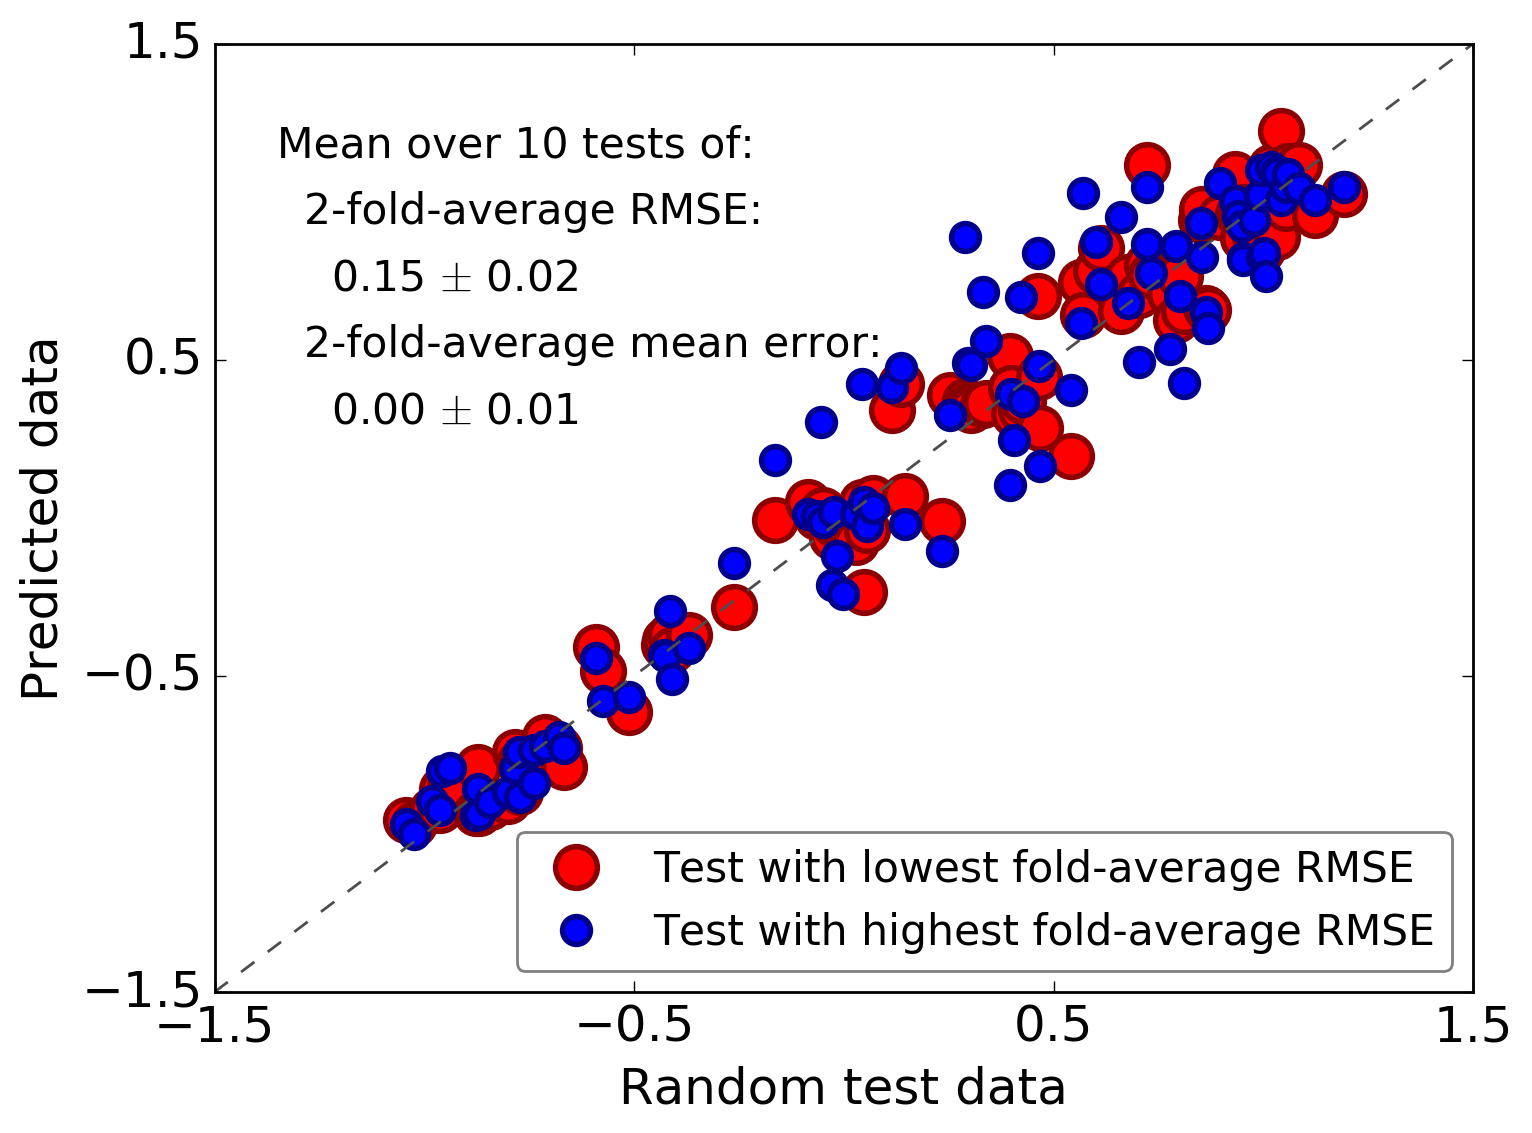 1.5
Mean over 10 tests of:
2-fold-average RMSE:
0.15 ± 0.02
2-fold-average mean error:
0.5
0.00 ± 0.01
Predicted data
−0.5
Test with lowest fold-average RMSE
Test with highest fold-average RMSE
−1.5
−1.5 −0.5 0.5 1.5
Random test data